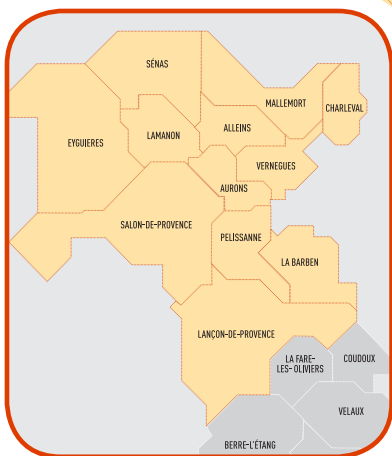 SÉNAS
MALLEMORT
CHARLEVAL
ALLEINS
LAMANON
EYGUIERES
VERNEGUES
AURONS
SALON-DE-PROVENCE
PELISSANNE
LA BARBEN
LANÇON-DE-PROVENCE
LA FARE-
LES-OLIVIERS
COUDOUX
VELAUX
BERRE-L'ÉTANG